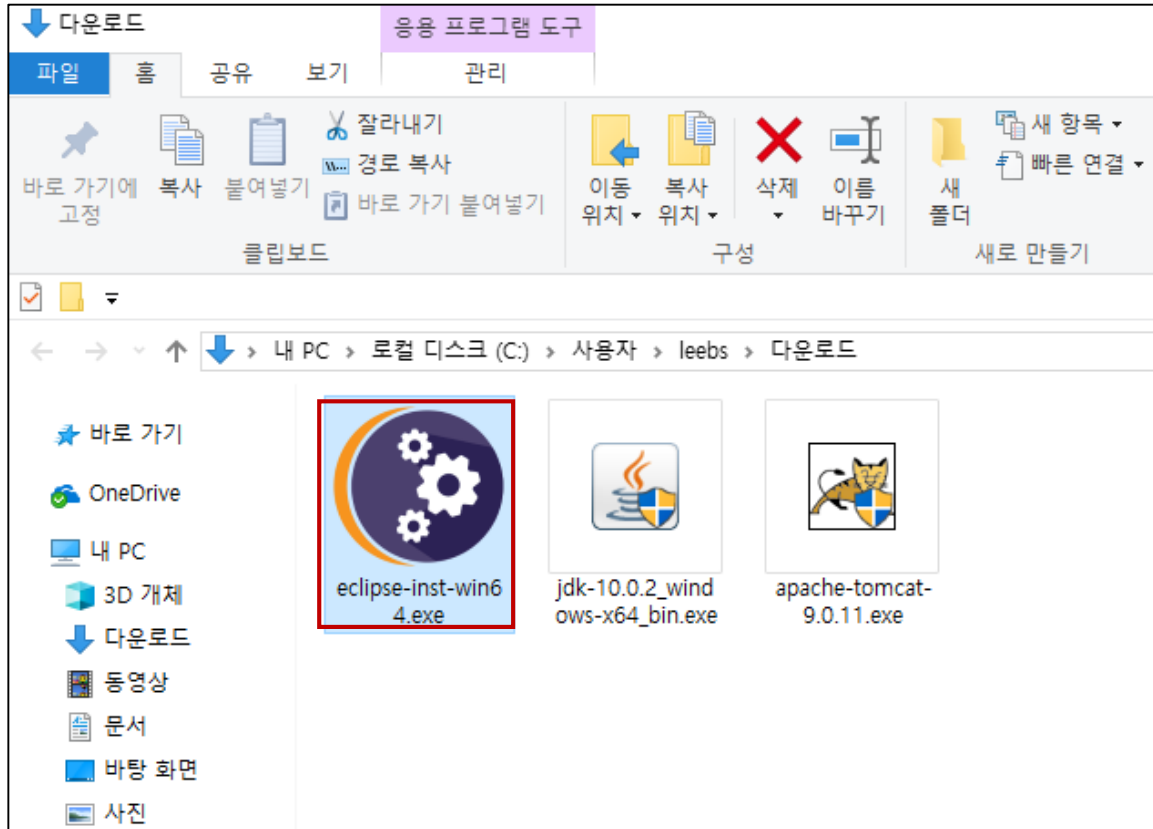 다운로드
응용 프로그램 도구
파일 홈 공유 보기 관리
바로 가기에 고정
복사
붙여넣기
잘라내기
경로 복사
바로 가기 붙여넣기
이동 위치
복사 위치
삭제
이름 바꾸기
새 폴더
새 항목
빠른 연결
클립보드 구성 새로 만들기
내 PC > 로컬 디스크 (C:) > 사용자 > leebs > 다운로드
바로 가기
OneDrive
내 PC
3D 개체
다운로드
동영상
문서
바탕 화면
사진
eclipse-inst-win6
4.exe
jdk-10.0.2_wind
ows-x64_bin.exe
apache-tomcat-
9.0.11.exe